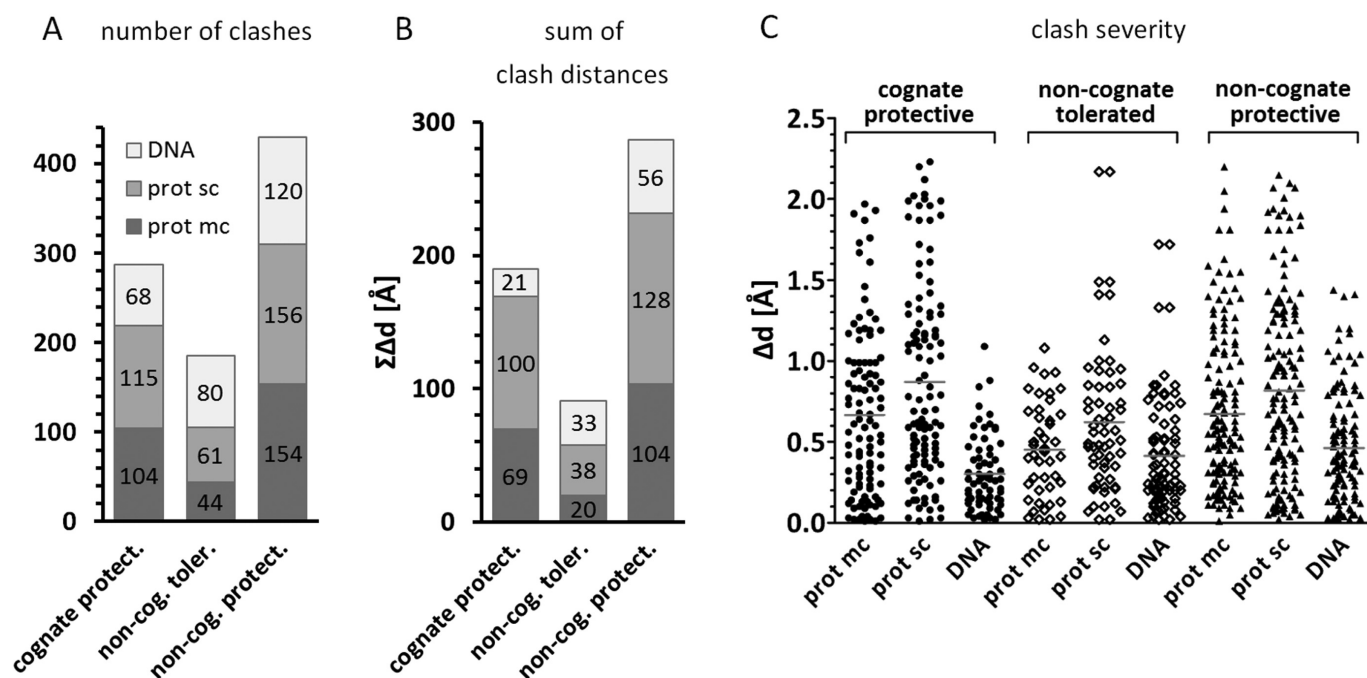 A number of clashes
400
300
200
100
0
DNA
prot sc
prot mc
68
115
104
80
61
44
120
156
154
cognate protect.
non-cog. toler.
non-cog. protect.
B sum of
clash distances
ΣΔd [Å]
300
200
100
0
21
100
69
33
38
20
56
128
104
cognate protect.
non-cog. toler.
non-cog. protect.
C clash severity
cognate
protective
non-cognate
tolerated
non-cognate
protective
Δd [Å]
2.5
2.0
1.5
1.0
0.5
0.0
prot mc
prot sc
DNA
prot mc
prot sc
DNA
prot mc
prot sc
DNA